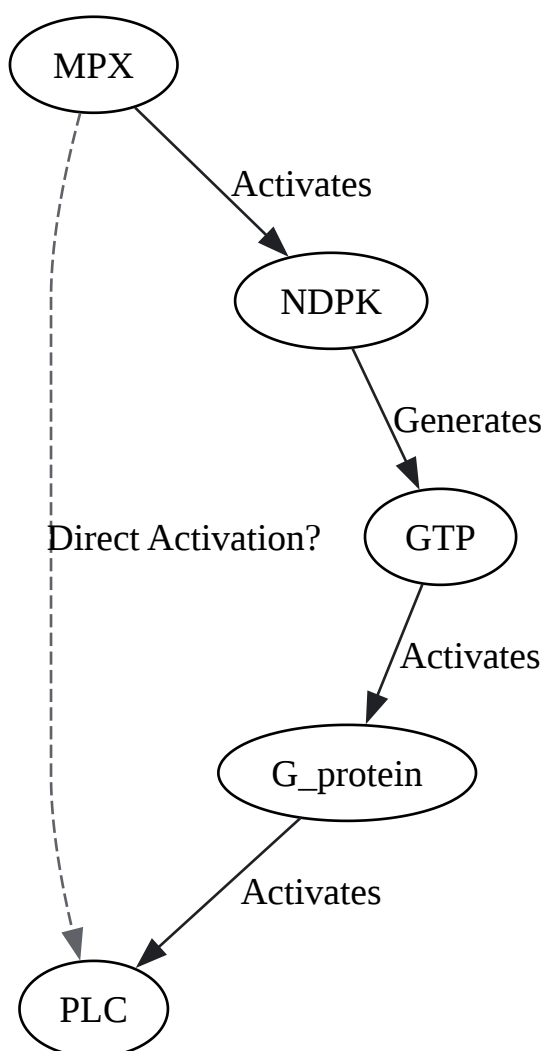 MPX
Activates
NDPK
Generates
GTP
Direct Activation?
Activates
G_protein
Activates
PLC